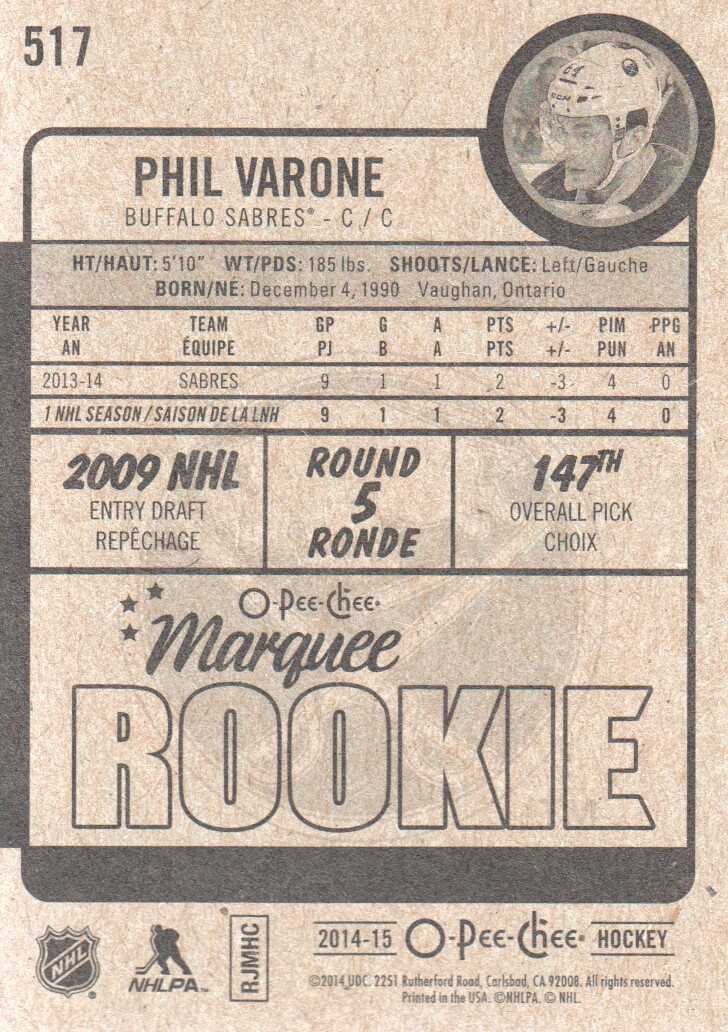 517
PHIL VARONE
BUFFALO SABRES® - C / C
HT/HAUT: 5'10" WT/PDS: 185 lbs. SHOOTS/LANCE: Left/Gauche
BORN/NÉ: December 4, 1990 Vaughan, Ontario
YEAR TEAM GP G A PTS +/- PIM PPG
AN ÉQUIPE PJ B A PTS +/- PUN AN
2013-14 SABRES 9 1 1 2 -3 4 0
1 NHL SEASON / SAISON DE LA LNH 9 1 1 2 -3 4 0
2009 NHL
ENTRY DRAFT
REPÊCHAGE
ROUND
5
RONDE
147TH
OVERALL PICK
CHOIX
O-Pee-Chee®
Marquee
ROOKIE
NHL ®
NHLPA™
RJMHC
2014-15 O-Pee-Chee® HOCKEY
©2014 UDC. 2251 Rutherford Road, Carlsbad, CA 92008. All rights reserved.
Printed in the USA. ©NHLPA. © NHL.